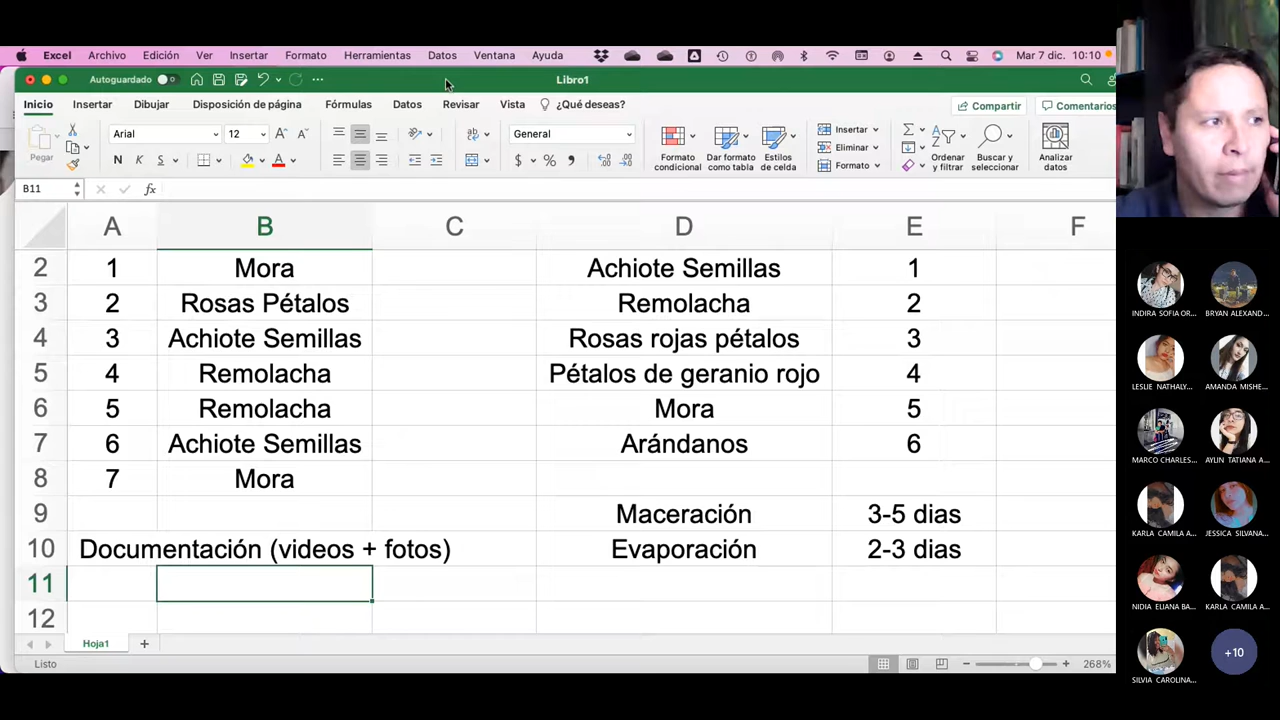 Excel Archivo Edición Ver Insertar Formato Herramientas Datos Ventana Ayuda Mar 7 dic. 10:10
Autoguardado Libro1
Inicio Insertar Dibujar Disposición de página Fórmulas Datos Revisar Vista ¿Qué deseas? Compartir Comentarios
Pegar Arial 12 General Formato condicional Dar formato como tabla Estilos de celda Insertar Eliminar Formato Ordenar y filtrar Buscar y seleccionar Analizar datos
N K S $ %
B11 fx
A B C D E F
2 1 Mora Achiote Semillas 1
3 2 Rosas Pétalos Remolacha 2
4 3 Achiote Semillas Rosas rojas pétalos 3
5 4 Remolacha Pétalos de geranio rojo 4
6 5 Remolacha Mora 5
7 6 Achiote Semillas Arándanos 6
8 7 Mora
9 Maceración 3-5 dias
10 Documentación (videos + fotos) Evaporación 2-3 dias
11
12
Hoja1
Listo 268%
INDIRA SOFIA OR... BRYAN ALEXAND...
LESLIE NATHALY... AMANDA MISHE...
MARCO CHARLES... AYLIN TATIANA A...
KARLA CAMILA A... JESSICA SILVANA...
NIDIA ELIANA BA... KARLA CAMILA A...
SILVIA CAROLINA... +10